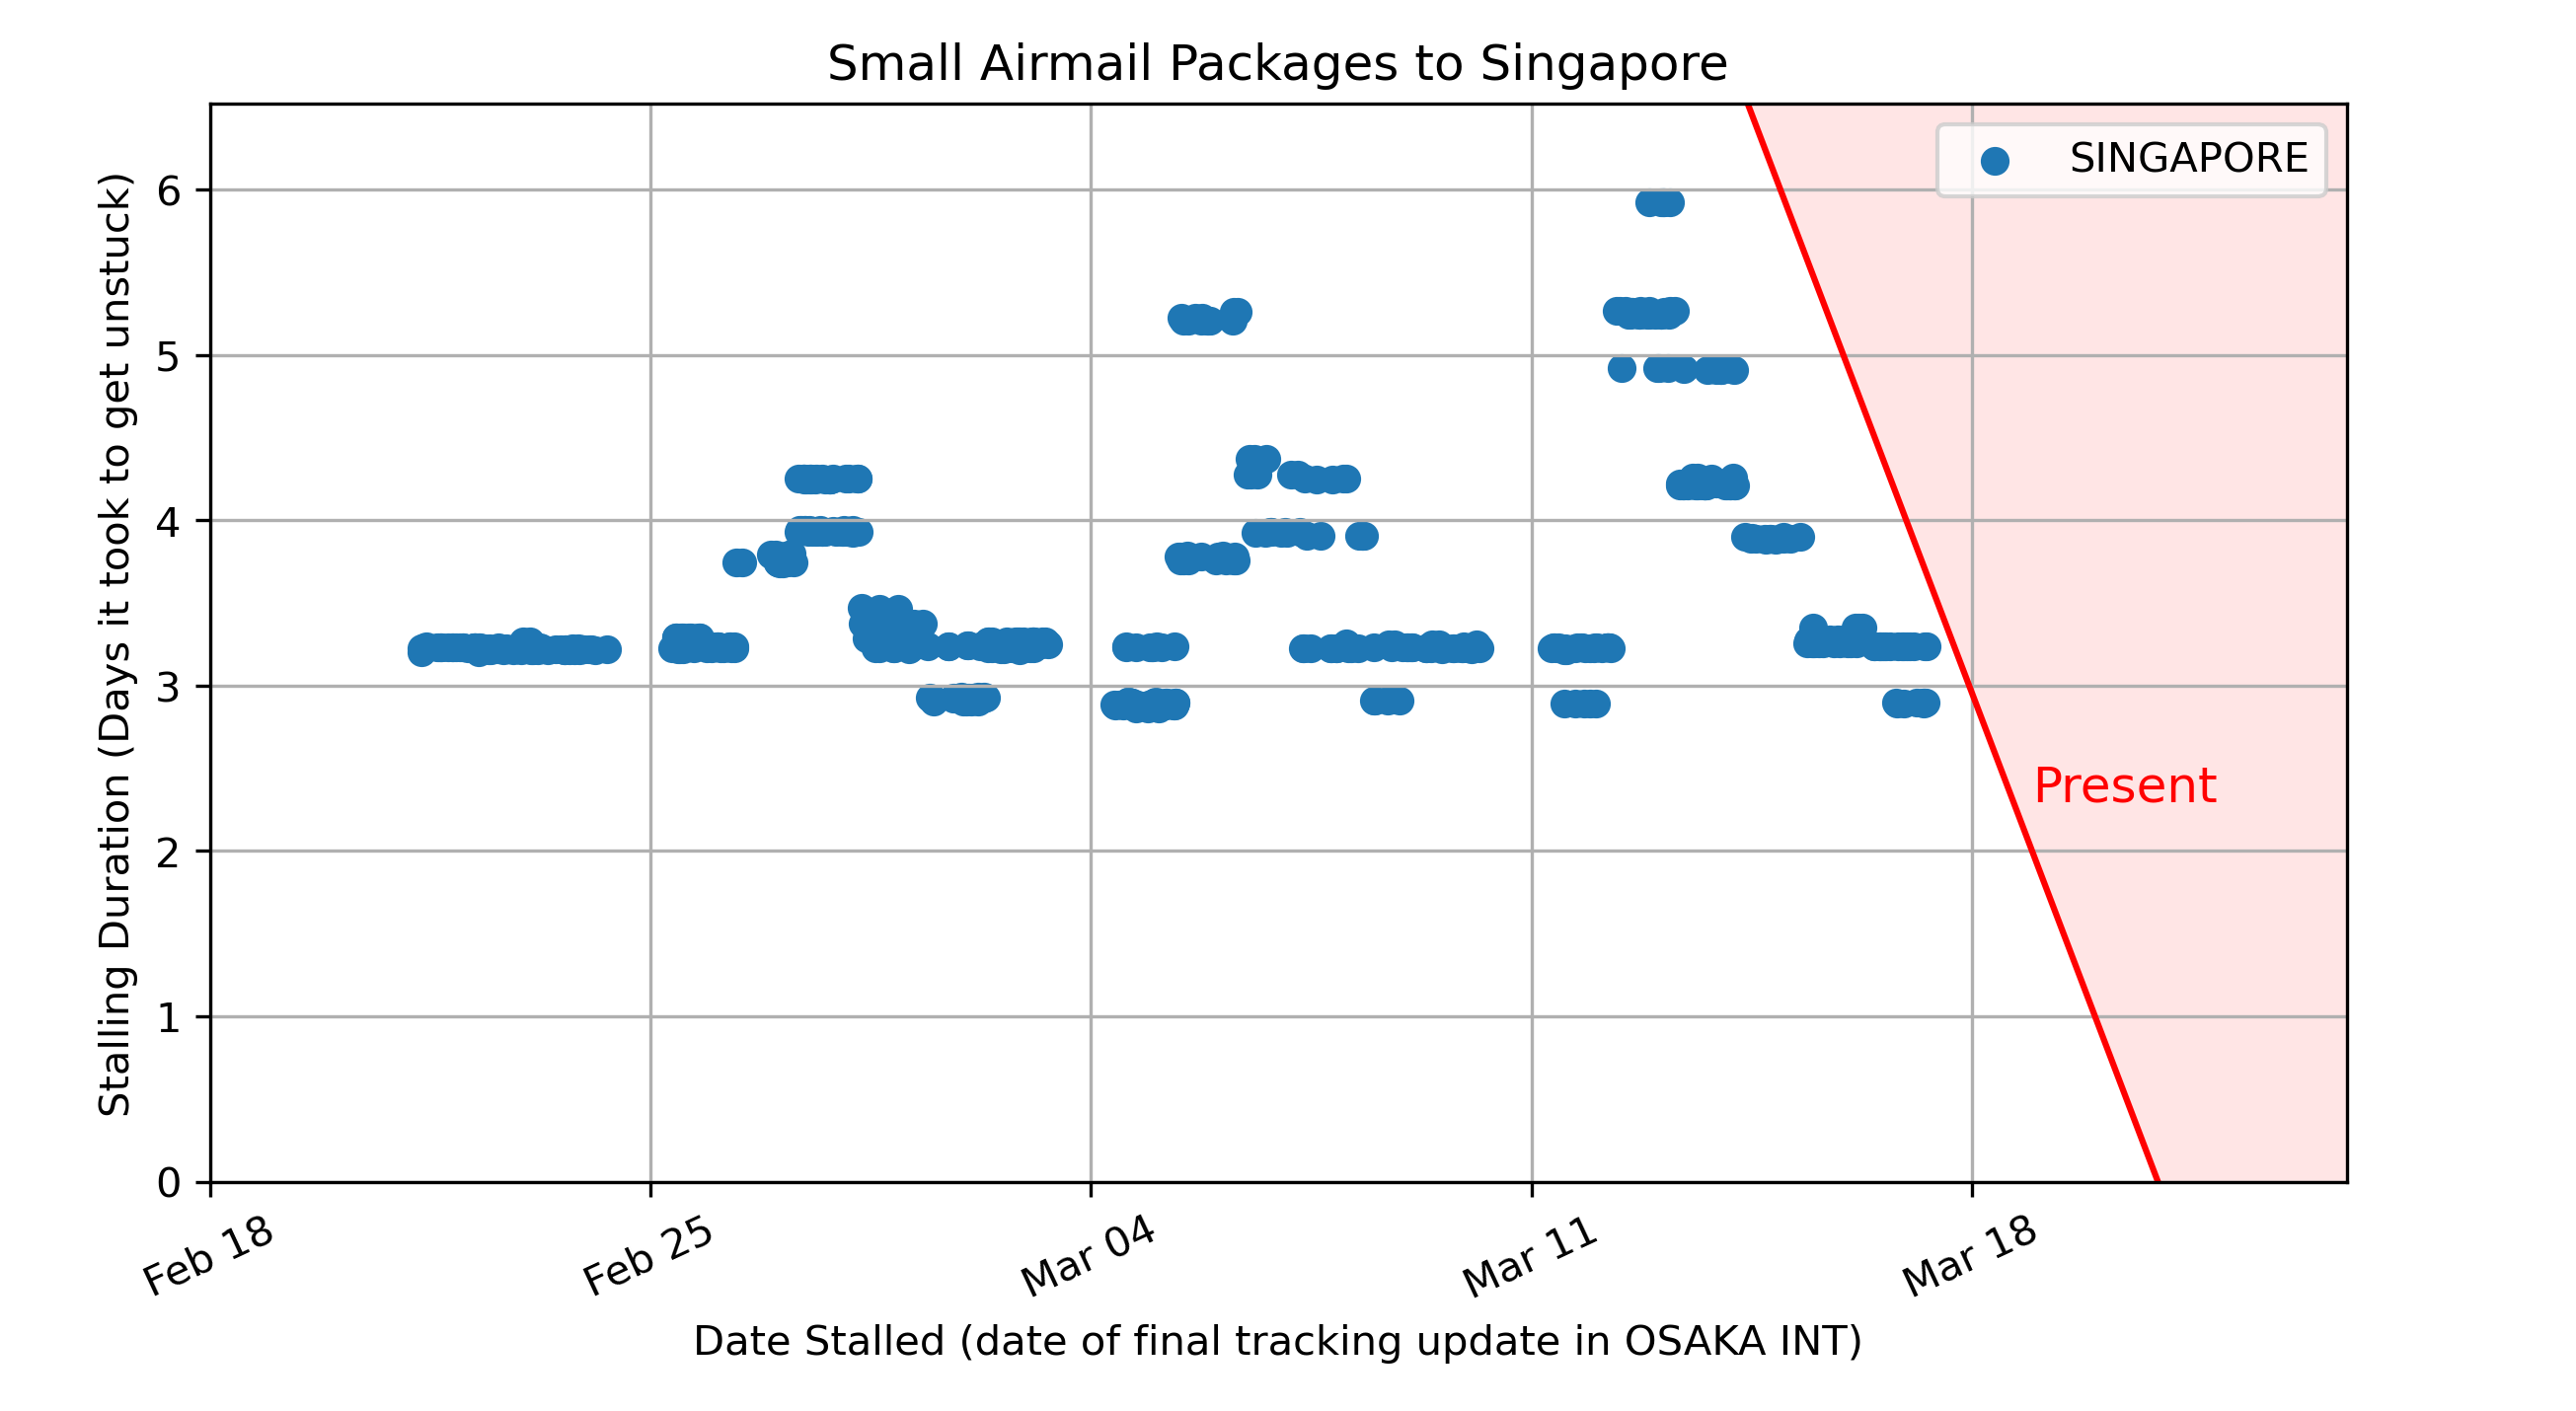 Small Airmail Packages to Singapore
SINGAPORE
Stalling Duration (Days it took to get unstuck)
6
5
4
3
2
1
0
Present
Feb 18
Feb 25
Mar 04
Mar 11
Mar 18
Date Stalled (date of final tracking update in OSAKA INT)